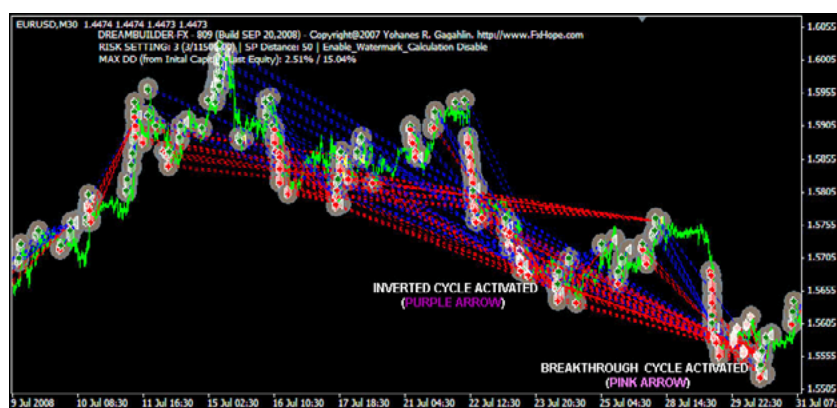 EURUSD,M30 1.4474 1.4474 1.4473 1.4473
DREAMBUILDER-FX - 809 (Build SEP 20,2008) - Copyright@2007 Yohanes R. Gagahlin. http://www.FxHope.com
RISK SETTING: 3 | SP Distance: 50 | Enable_Watermark_Calculation Disable
MAX DD (from Inital Last Equity): 2.51% / 15.04%
1.6055
1.6005
1.5955
1.5905
1.5855
1.5805
1.5755
1.5705
1.5655
1.5605
1.5555
1.5505
INVERTED CYCLE ACTIVATED
(PURPLE ARROW)
BREAKTHROUGH CYCLE ACTIVATED
(PINK ARROW)
9 Jul 2008 10 Jul 08:30 11 Jul 16:30 15 Jul 02:30 16 Jul 10:30 17 Jul 18:30 21 Jul 04:30 22 Jul 12:30 23 Jul 20:30 25 Jul 04:30 28 Jul 14:30 29 Jul 22:30 31 Jul 07: